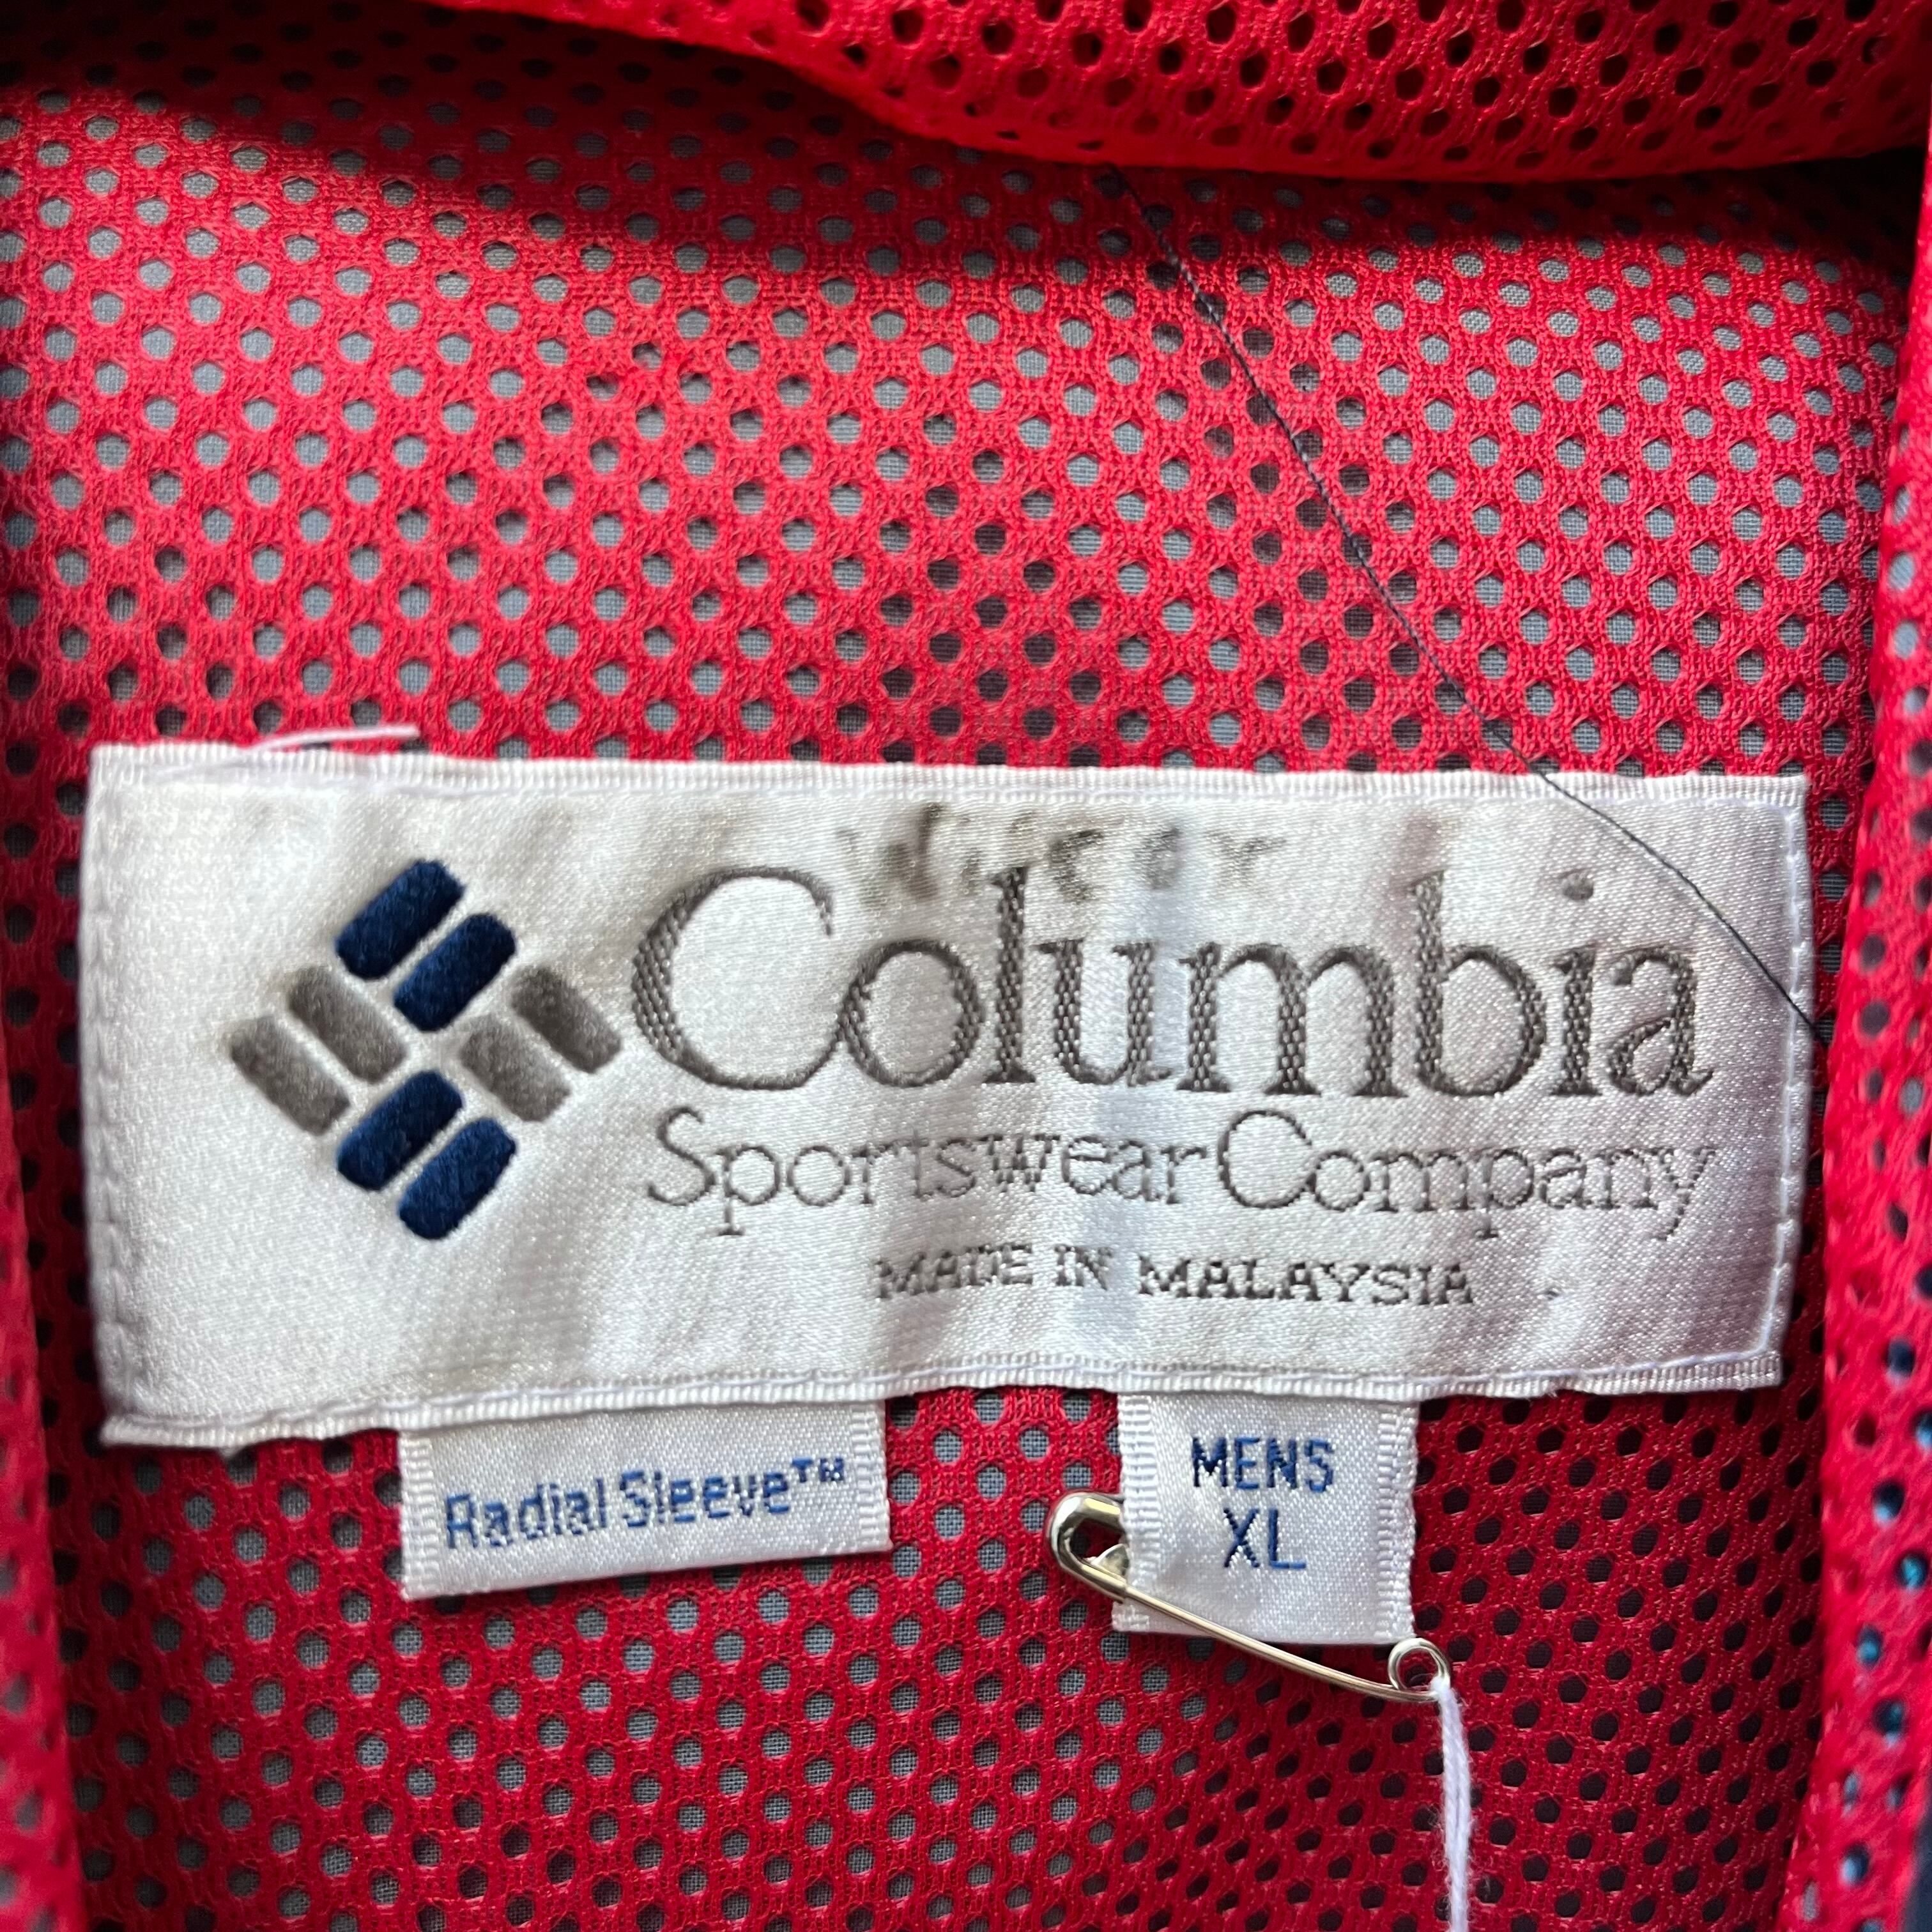 Columbia
Sportswear Company
MADE IN MALAYSIA
Radial Sleeve™
MENS
XL